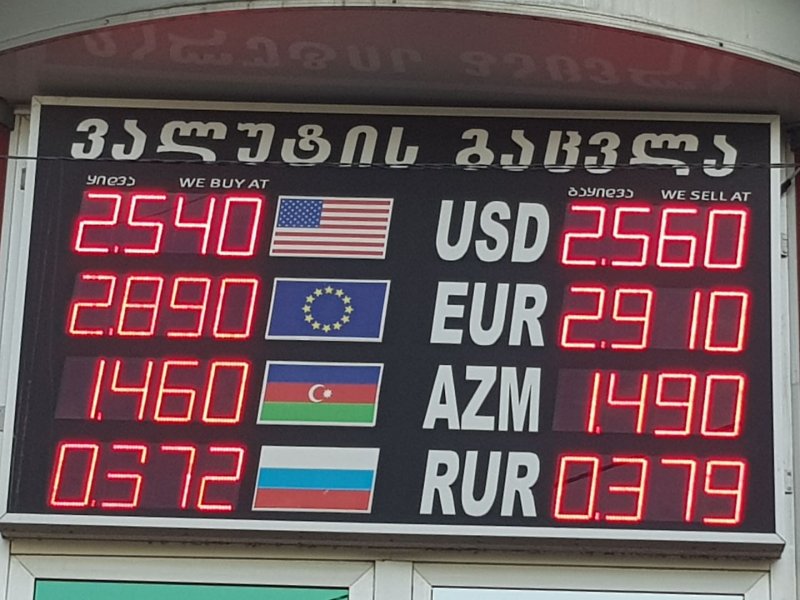 ვალუტის გაცვლა
ყიდვა WE BUY AT გაყიდვა WE SELL AT
2.540 USD 2.560
2.890 EUR 2.910
1.460 AZM 1.490
0.372 RUR 0.379